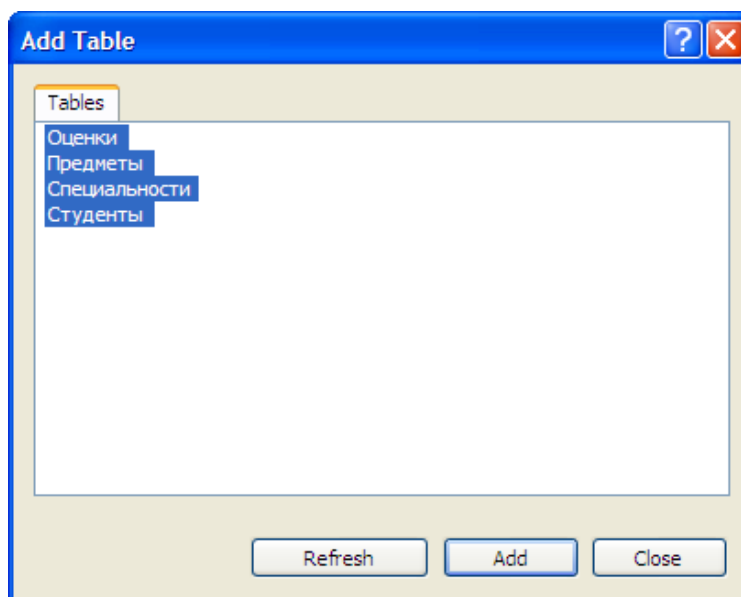 Add Table
Tables
Оценки
Предметы
Специальности
Студенты
Refresh Add Close